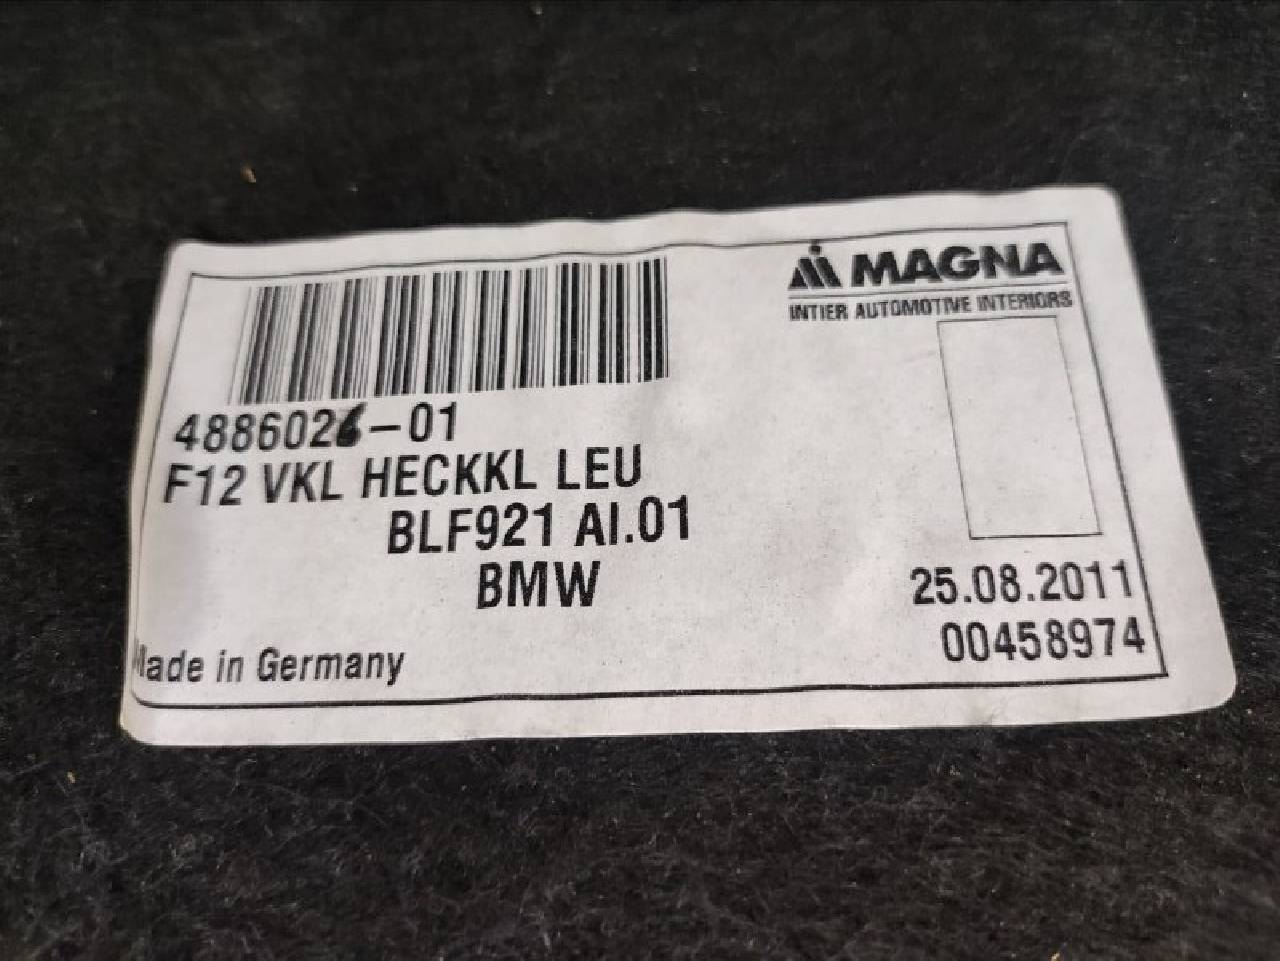 MAGNA
INTIER AUTOMOTIVE INTERIORS
4886026-01
F12 VKL HECKKL LEU
BLF921 AI.01
BMW
25.08.2011
00458974
Made in Germany